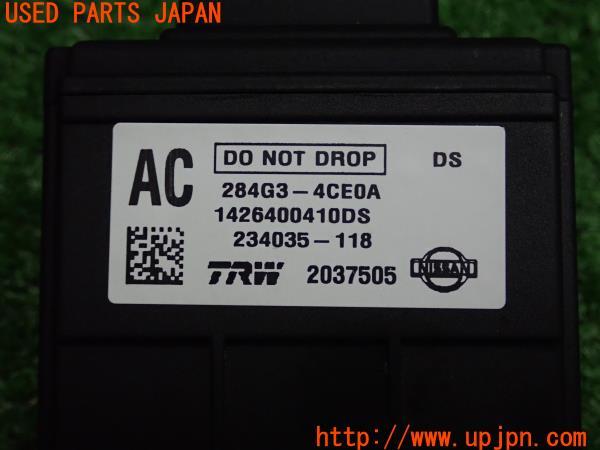 USED PARTS JAPAN
AC
DO NOT DROP
DS
284G3-4CE0A
1426400410DS
234035-118
TRW 2037505 NISSAN
www.upjpn.com